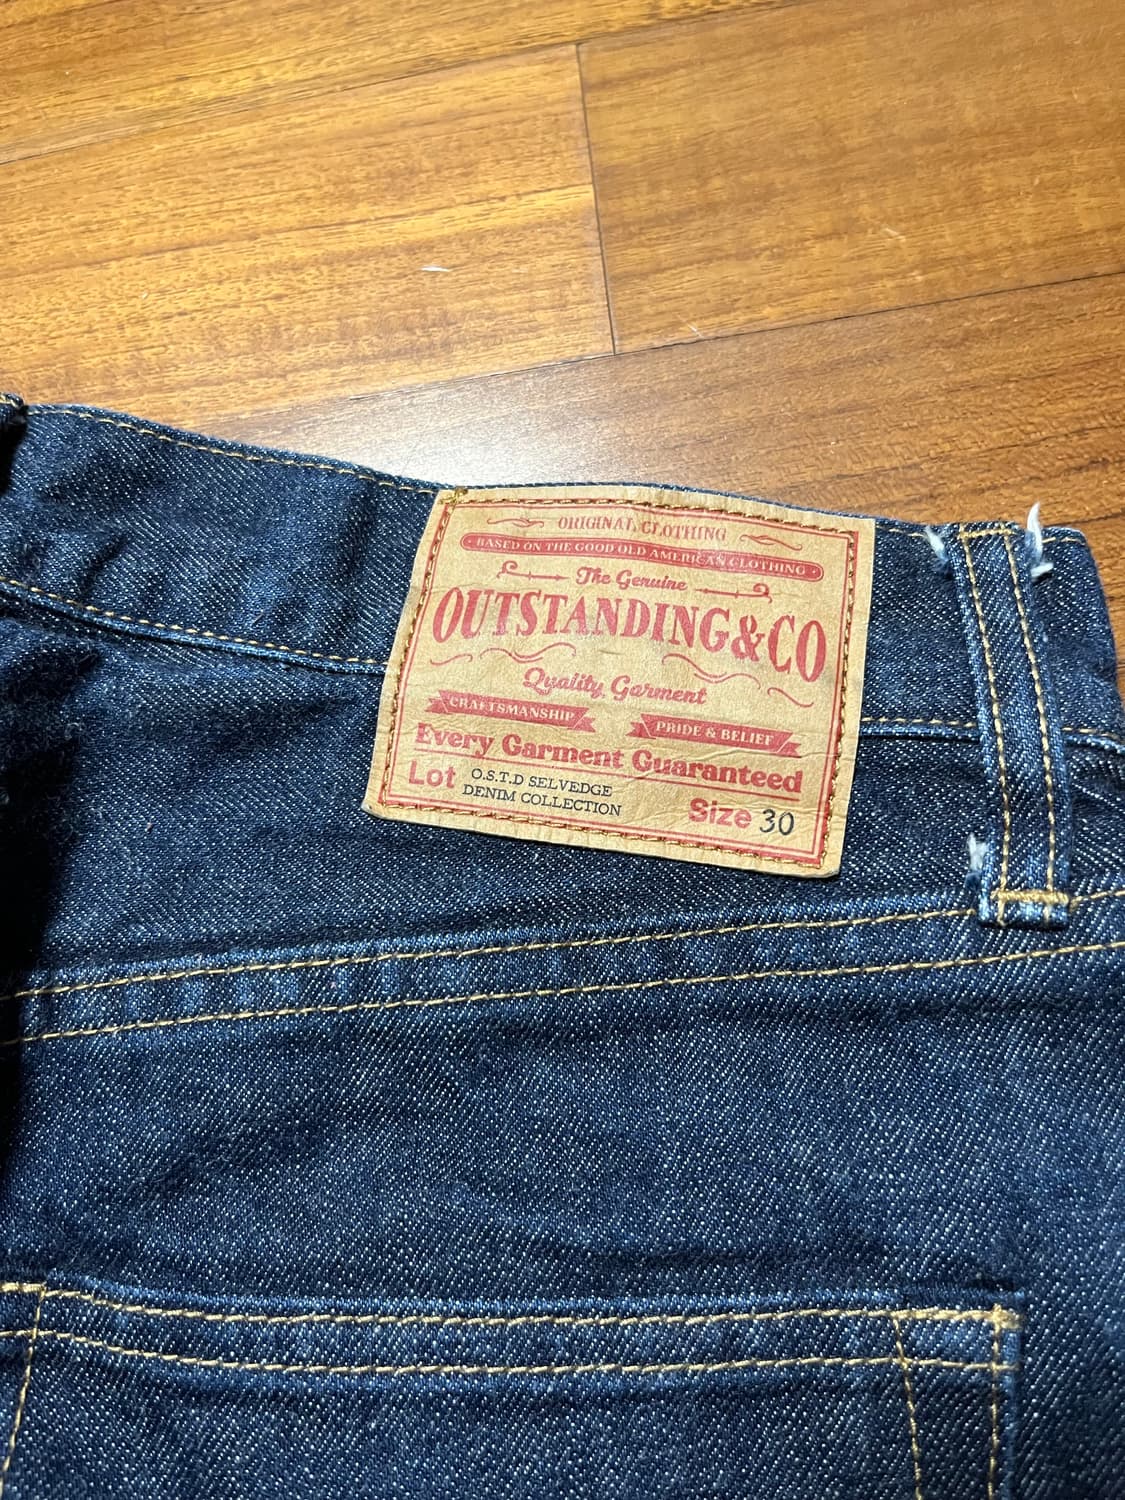 ORIGINAL CLOTHING
· BASED ON THE GOOD OLD AMERICAN CLOTHING ·
The Genuine
OUTSTANDING&CO
Quality Garment
CRAFTSMANSHIP PRIDE & BELIEF
Every Garment Guaranteed
Lot O.S.T.D SELVEDGE
DENIM COLLECTION
Size 30